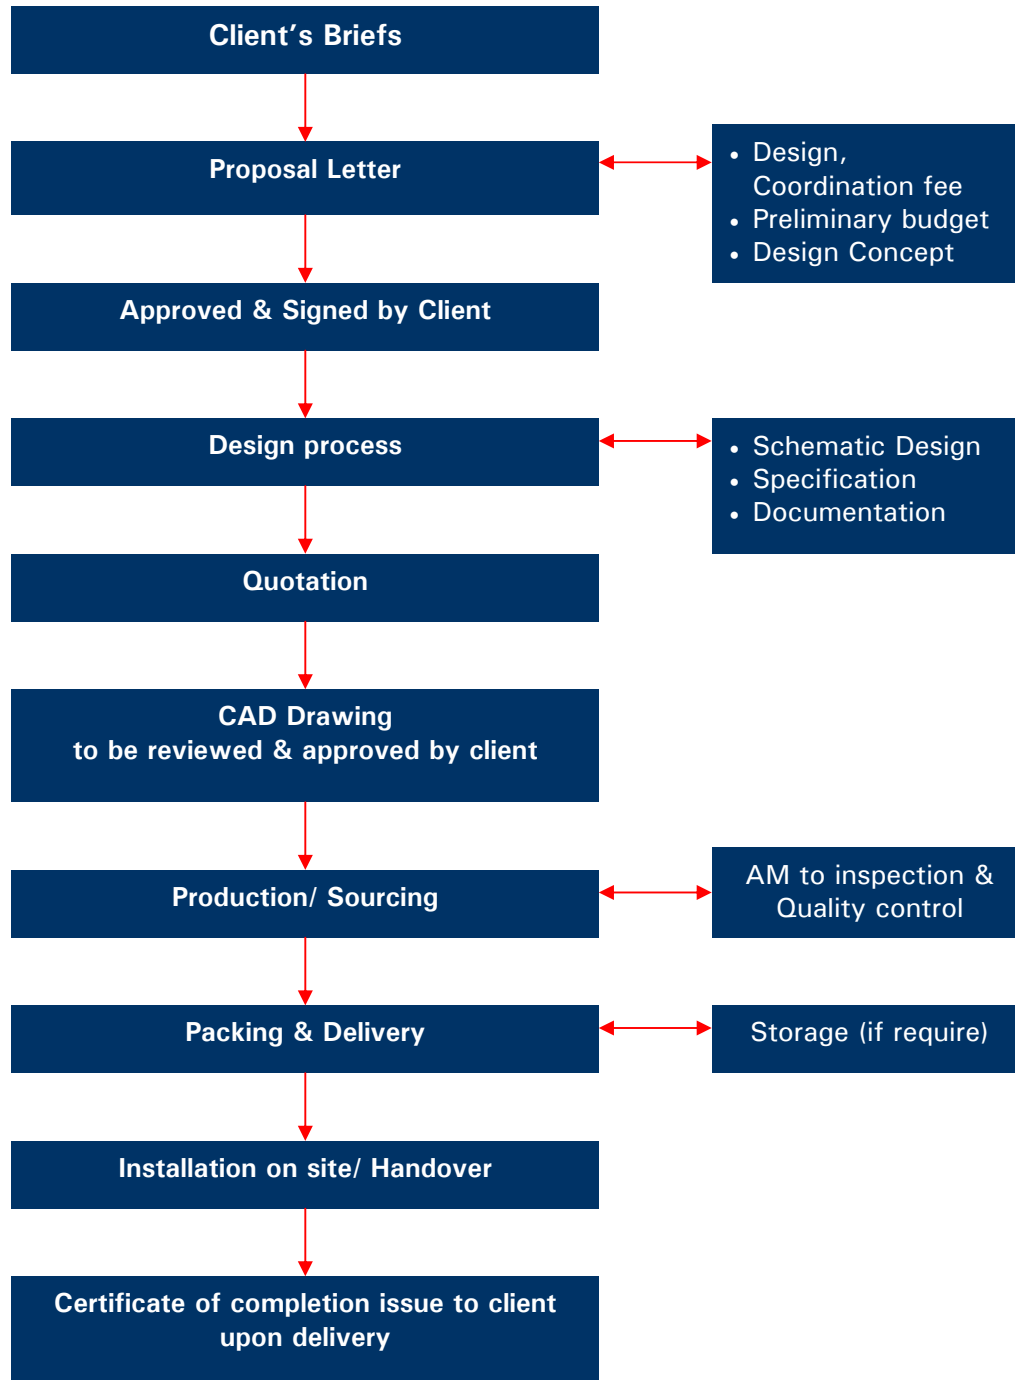 Client's Briefs
Proposal Letter
• Design,
Coordination fee
• Preliminary budget
• Design Concept
Approved & Signed by Client
Design process
• Schematic Design
• Specification
• Documentation
Quotation
CAD Drawing
to be reviewed & approved by client
Production/ Sourcing
AM to inspection &
Quality control
Packing & Delivery
Storage (if require)
Installation on site/ Handover
Certificate of completion issue to client
upon delivery